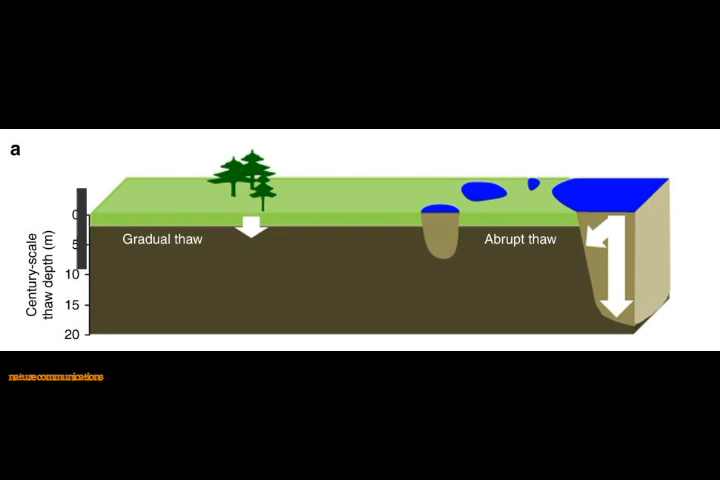 a
Century-scale
thaw depth (m)
0
5
10
15
20
Gradual thaw
Abrupt thaw
nature communications